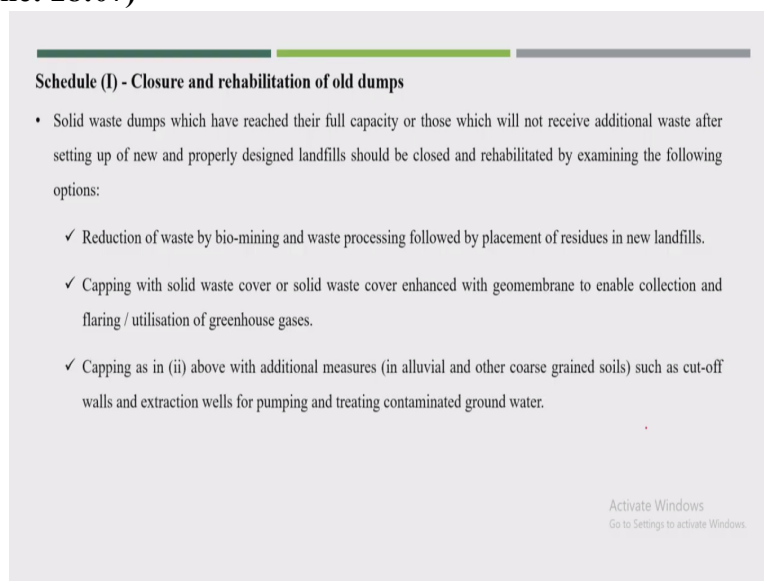 Schedule (I) - Closure and rehabilitation of old dumps
• Solid waste dumps which have reached their full capacity or those which will not receive additional waste after
setting up of new and properly designed landfills should be closed and rehabilitated by examining the following
options:
✓ Reduction of waste by bio-mining and waste processing followed by placement of residues in new landfills.
✓ Capping with solid waste cover or solid waste cover enhanced with geomembrane to enable collection and
flaring / utilisation of greenhouse gases.
✓ Capping as in (ii) above with additional measures (in alluvial and other coarse grained soils) such as cut-off
walls and extraction wells for pumping and treating contaminated ground water.
Activate Windows
Go to Settings to activate Windows.